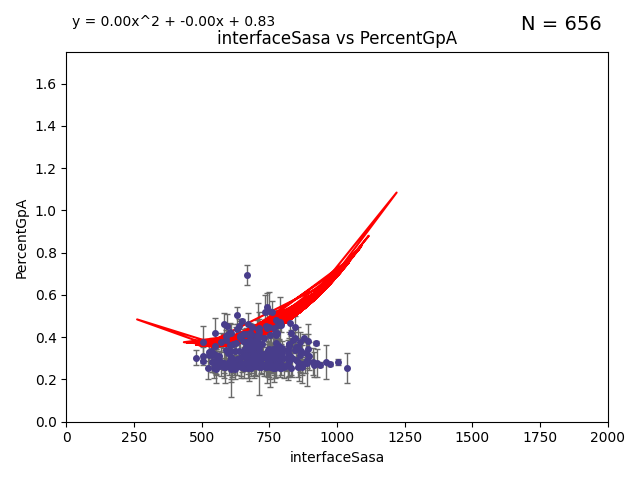 y = 0.00x^2 + -0.00x + 0.83
N = 656
interfaceSasa vs PercentGpA
PercentGpA
1.6
1.4
1.2
1.0
0.8
0.6
0.4
0.2
0.0
0 250 500 750 1000 1250 1500 1750 2000
interfaceSasa